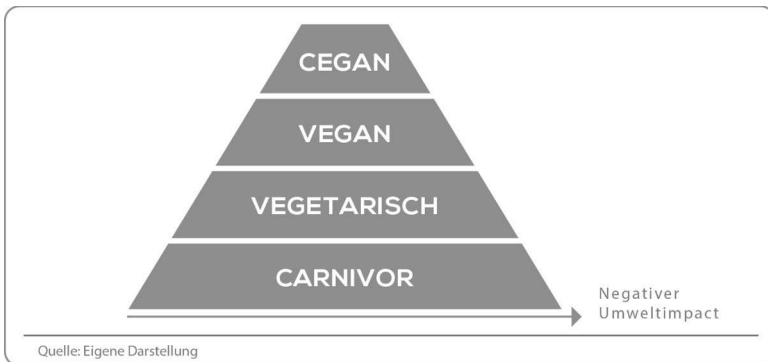 CEGAN
VEGAN
VEGETARISCH
CARNIVOR
Negativer
Umweltimpact
Quelle: Eigene Darstellung